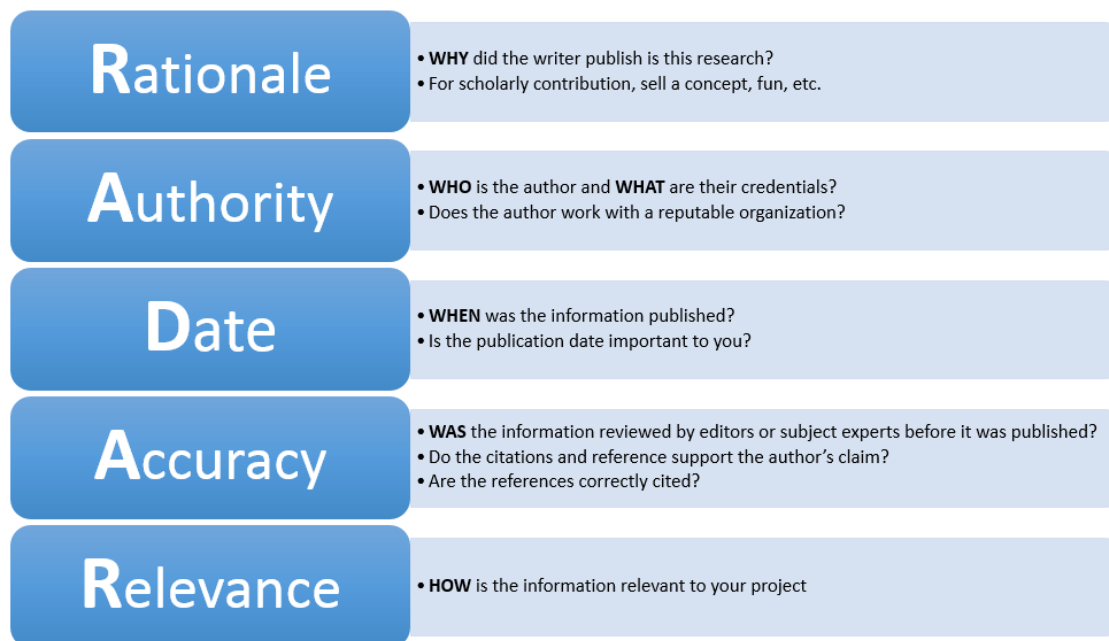 Rationale
• WHY did the writer publish is this research?
• For scholarly contribution, sell a concept, fun, etc.
Authority
• WHO is the author and WHAT are their credentials?
• Does the author work with a reputable organization?
Date
• WHEN was the information published?
• Is the publication date important to you?
Accuracy
• WAS the information reviewed by editors or subject experts before it was published?
• Do the citations and reference support the author's claim?
• Are the references correctly cited?
Relevance
• HOW is the information relevant to your project